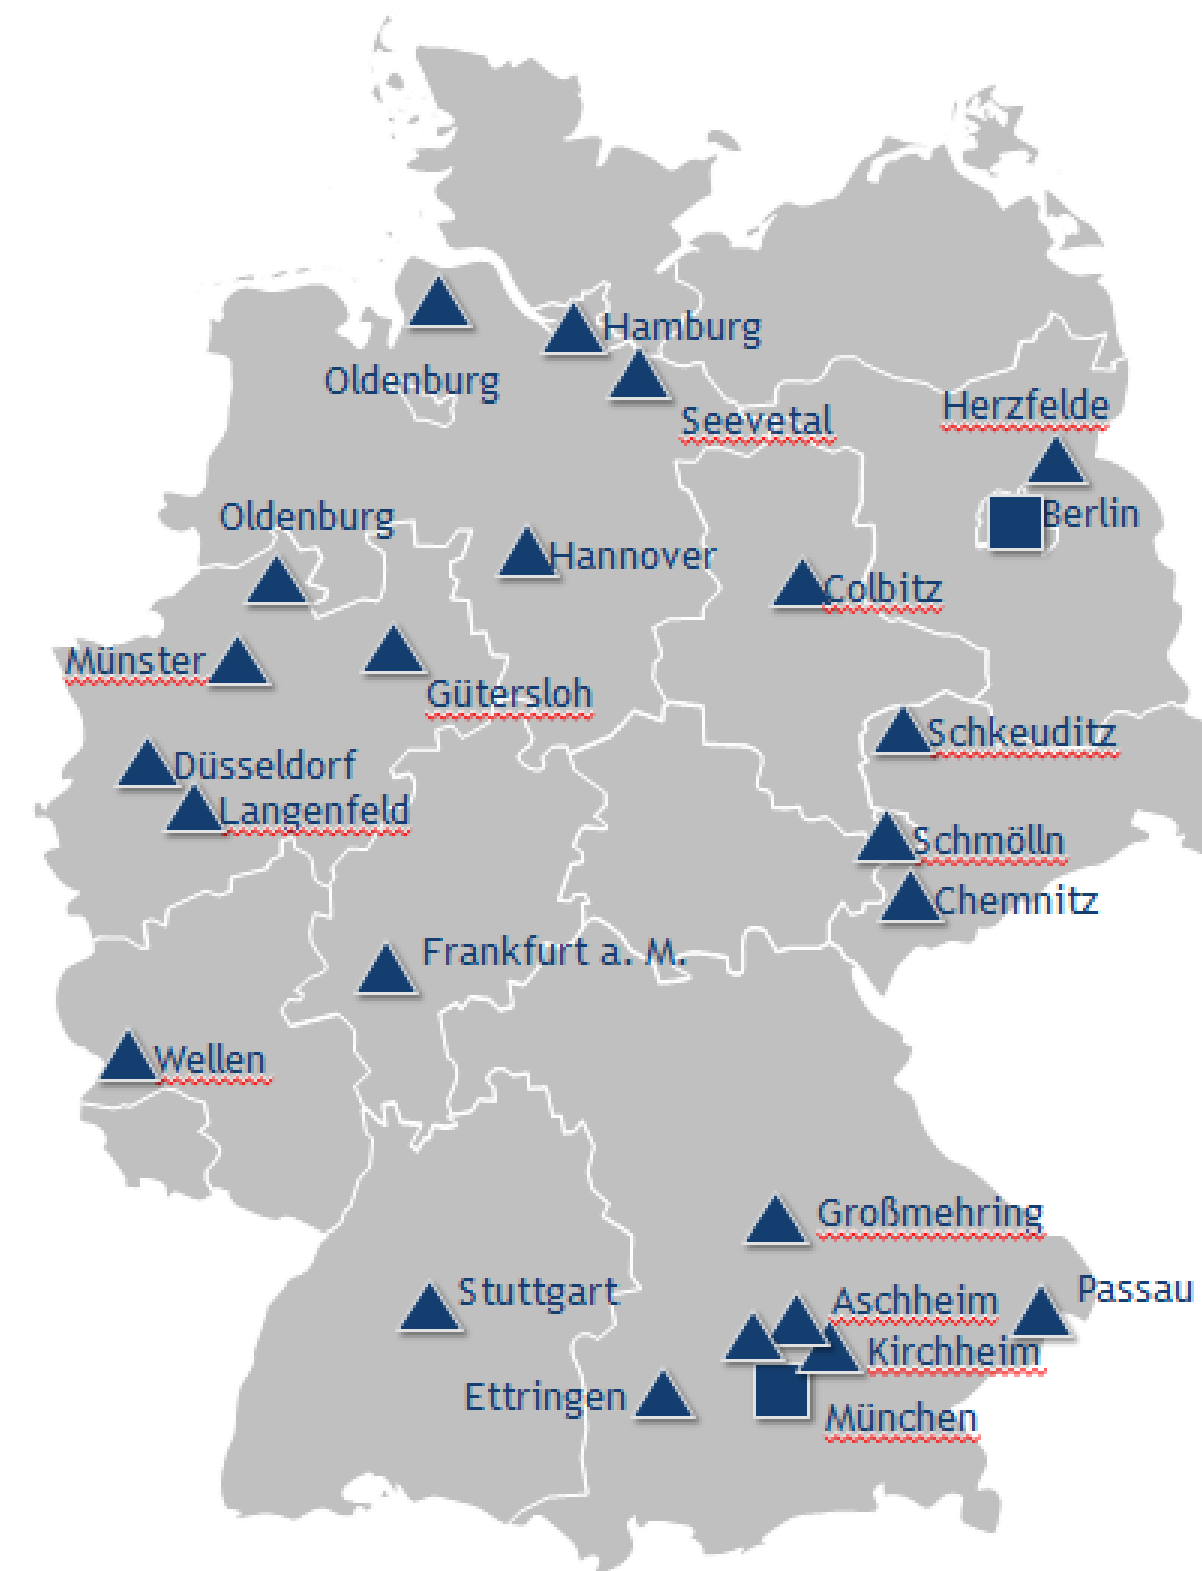 Hamburg
Oldenburg
Herzfelde
Seevetal
Berlin
Oldenburg
Hannover
Colbitz
Münster
Gütersloh
Schkeuditz
Düsseldorf
Langenfeld
Schmölln
Chemnitz
Frankfurt a. M.
Wellen
Großmehring
Passau
Stuttgart
Aschheim
Kirchheim
Ettringen
München